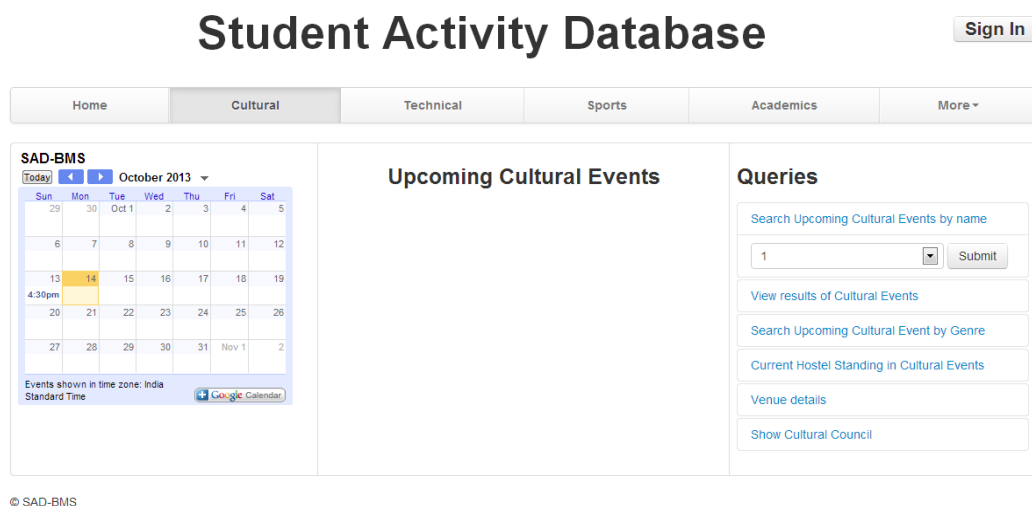 Student Activity Database
Sign In
Home Cultural Technical Sports Academics More
SAD-BMS
Today October 2013
Sun Mon Tue Wed Thu Fri Sat
29 30 Oct 1 2 3 4 5
6 7 8 9 10 11 12
13 14 15 16 17 18 19
4:30pm
20 21 22 23 24 25 26
27 28 29 30 31 Nov 1 2
Events shown in time zone: India
Standard Time
Google Calendar
Upcoming Cultural Events
Queries
Search Upcoming Cultural Events by name
1 Submit
View results of Cultural Events
Search Upcoming Cultural Event by Genre
Current Hostel Standing in Cultural Events
Venue details
Show Cultural Council
© SAD-BMS